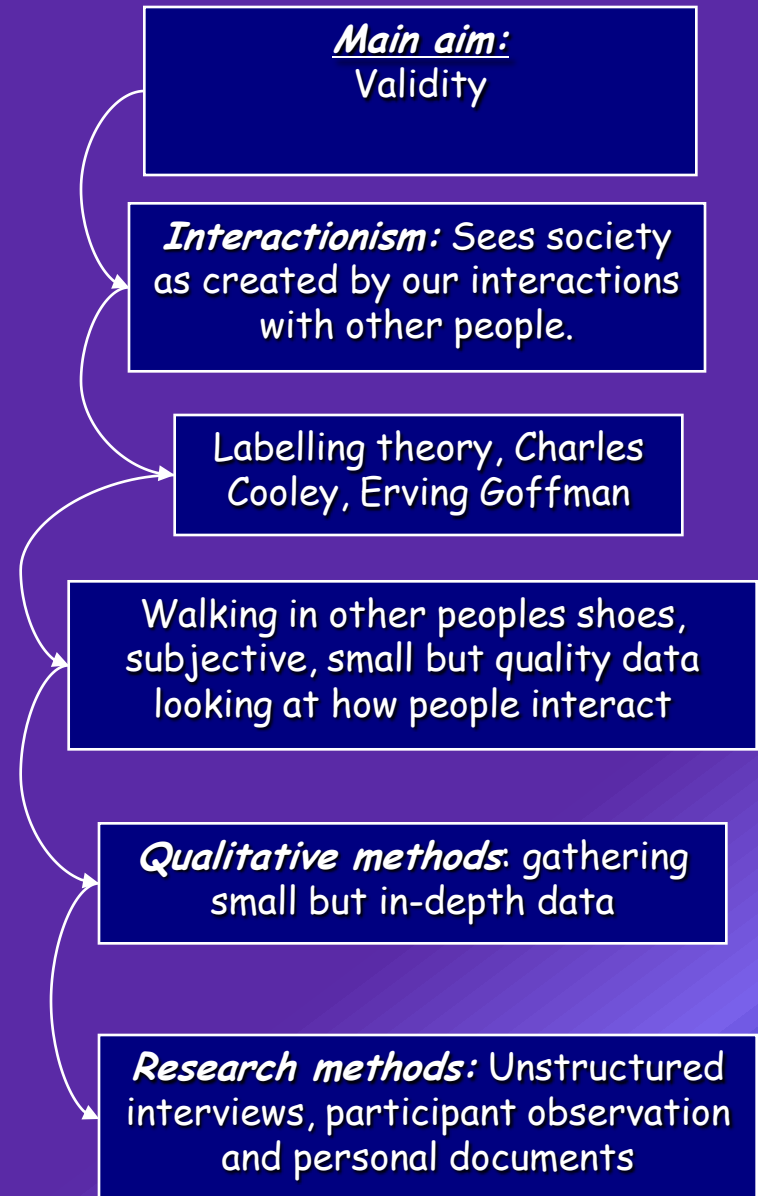 Main aim:
Validity
Interactionism: Sees society
as created by our interactions
with other people.
Labelling theory, Charles
Cooley, Erving Goffman
Walking in other peoples shoes,
subjective, small but quality data
looking at how people interact
Qualitative methods: gathering
small but in-depth data
Research methods: Unstructured
interviews, participant observation
and personal documents